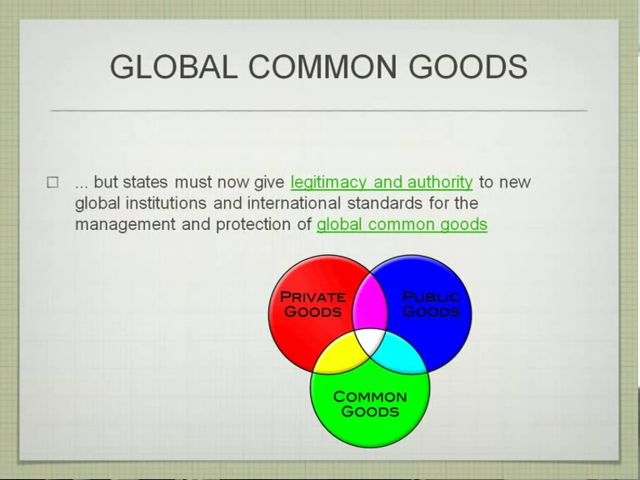 GLOBAL COMMON GOODS
... but states must now give legitimacy and authority to new
global institutions and international standards for the
management and protection of global common goods
PRIVATE
GOODS
PUBLIC
GOODS
COMMON
GOODS